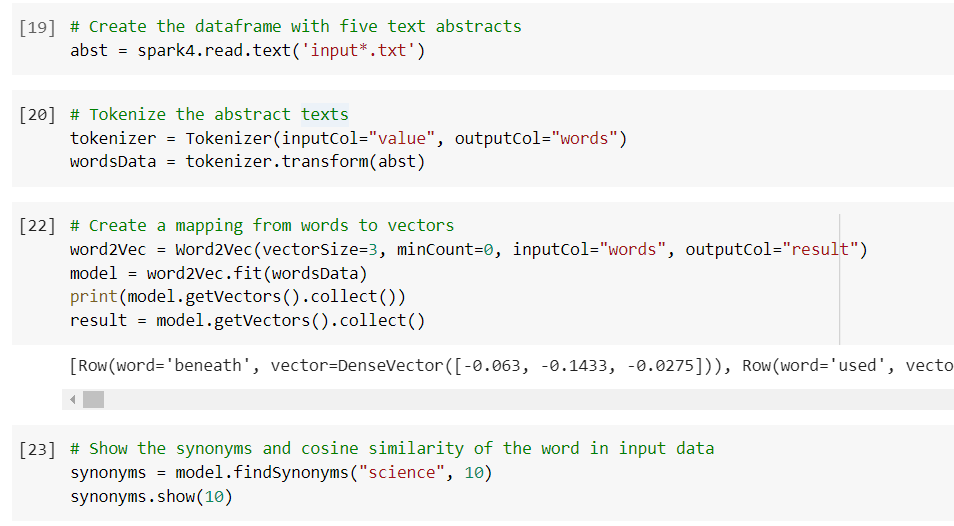 [19] # Create the dataframe with five text abstracts
abst = spark4.read.text('input*.txt')
[20] # Tokenize the abstract texts
tokenizer = Tokenizer(inputCol="value", outputCol="words")
wordsData = tokenizer.transform(abst)
[22] # Create a mapping from words to vectors
word2Vec = Word2Vec(vectorSize=3, minCount=0, inputCol="words", outputCol="result")
model = word2Vec.fit(wordsData)
print(model.getVectors().collect())
result = model.getVectors().collect()
[Row(word='beneath', vector=DenseVector([-0.063, -0.1433, -0.0275])), Row(word='used', vecto
[23] # Show the synonyms and cosine similarity of the word in input data
synonyms = model.findSynonyms("science", 10)
synonyms.show(10)